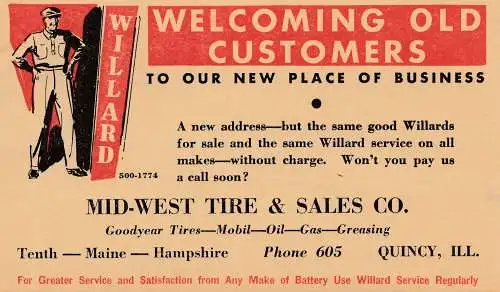 WILLARD
500-1774
WELCOMING OLD
CUSTOMERS
TO OUR NEW PLACE OF BUSINESS
A new address—but the same good Willards
for sale and the same Willard service on all
makes—without charge. Won't you pay us
a call soon?
MID-WEST TIRE & SALES CO.
Goodyear Tires—Mobil—Oil—Gas—Greasing
Tenth — Maine — Hampshire Phone 605 QUINCY, ILL.
For Greater Service and Satisfaction from Any Make of Battery Use Willard Service Regularly